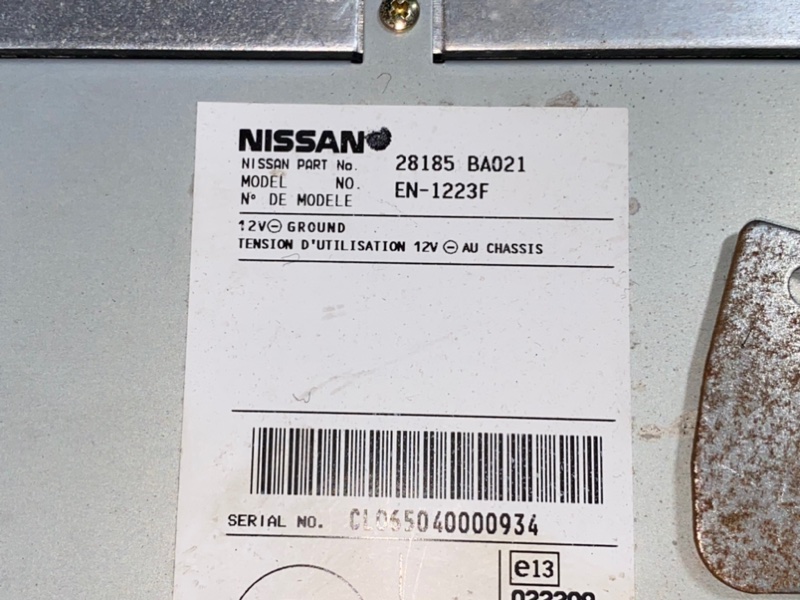 NISSAN
NISSAN PART No. 28185 BA021
MODEL NO. EN-1223F
N° DE MODELE
12V⊖ GROUND
TENSION D'UTILISATION 12V ⊖ AU CHASSIS
SERIAL NO. CL065040000934
e13